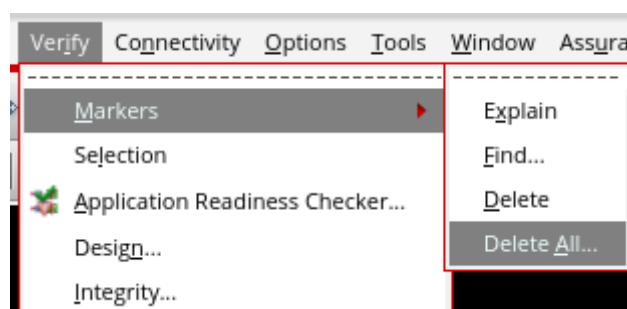 Verify Connectivity Options Tools Window Assura
Markers
Selection
Application Readiness Checker...
Design...
Integrity...
Explain
Find...
Delete
Delete All...